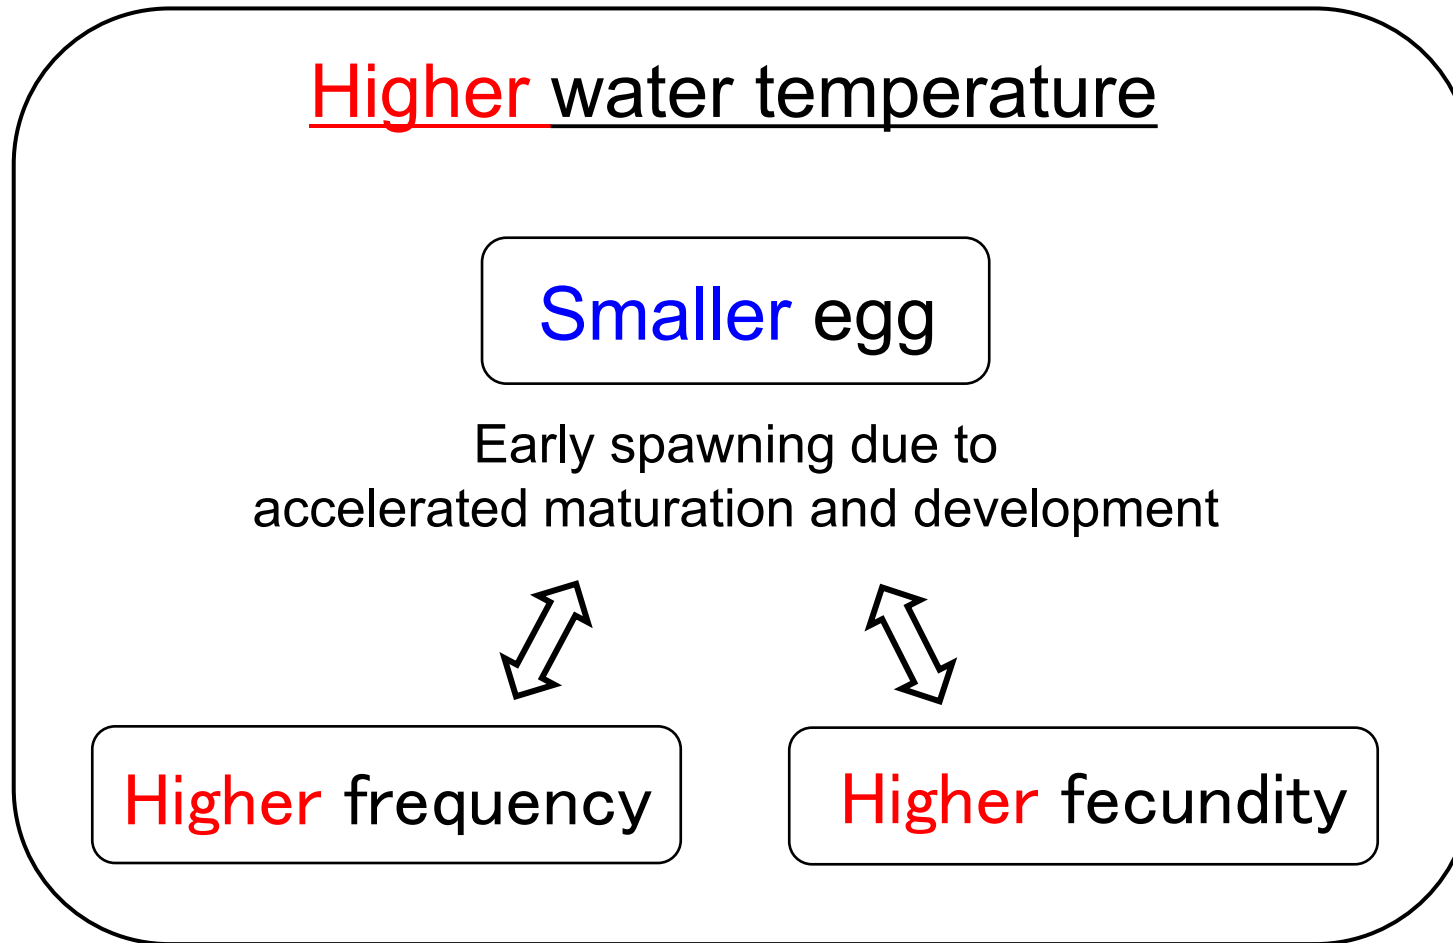 Higher water temperature
Smaller egg
Early spawning due to
accelerated maturation and development
Higher frequency
Higher fecundity